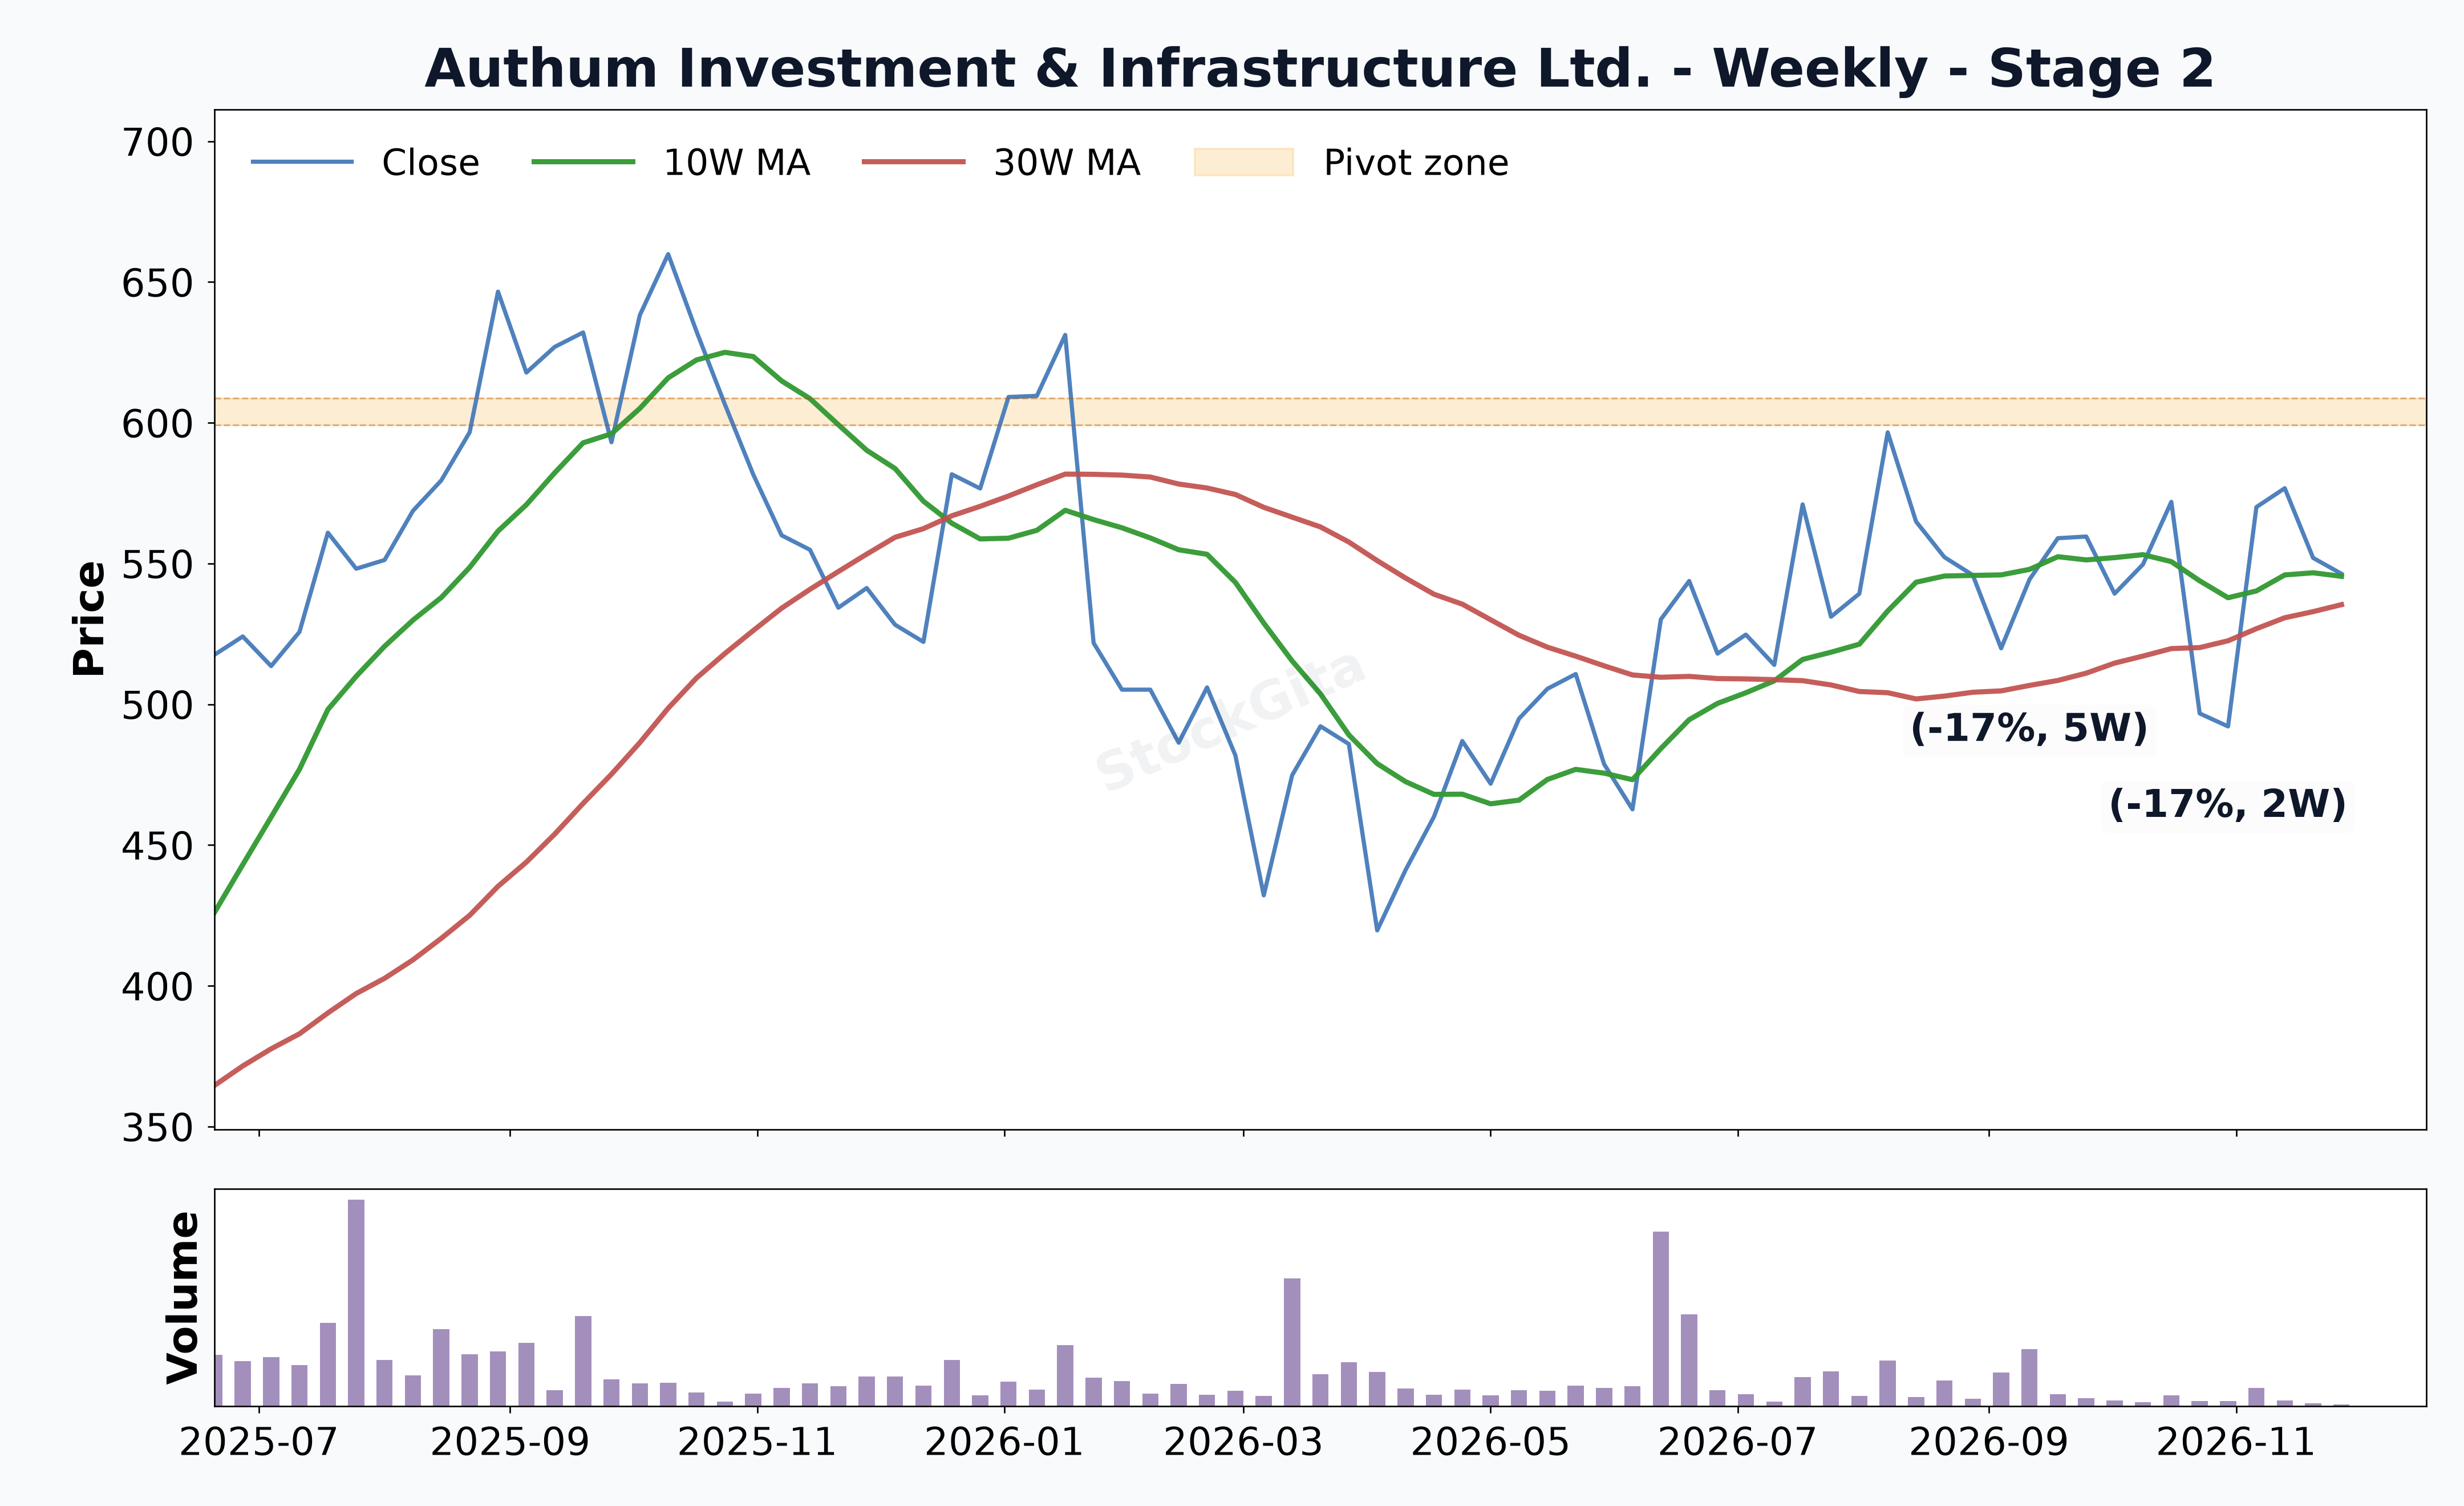 Authum Investment & Infrastructure Ltd. - Weekly - Stage 2
Close 10W MA 30W MA Pivot zone
Price
700
650
600
550
500
450
400
350
StockGita
(-17%, 5W)
(-17%, 2W)
Volume
2025-07 2025-09 2025-11 2026-01 2026-03 2026-05 2026-07 2026-09 2026-11